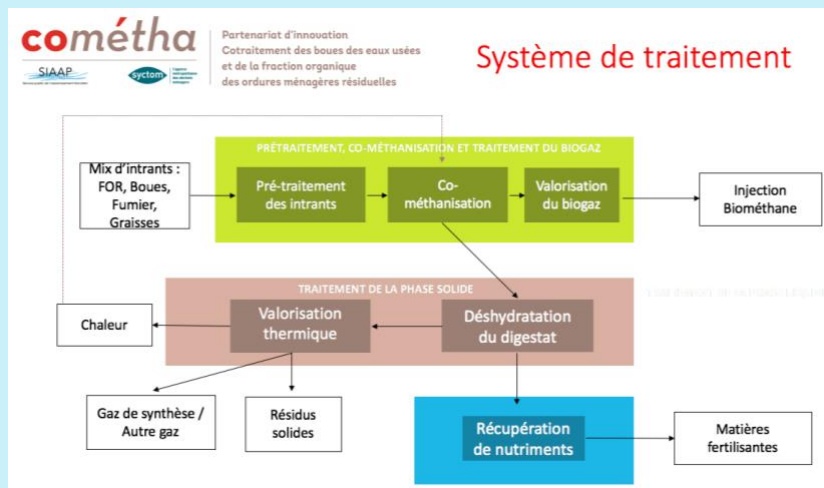 cométha
SIAAP
syctom
Partenariat d'innovation
Cotraitement des boues des eaux usées
et de la fraction organique
des ordures ménagères résiduelles
Système de traitement
PRÉTRAITEMENT, CO-MÉTHANISATION ET TRAITEMENT DU BIOGAZ
Mix d'intrants :
FOR, Boues,
Fumier,
Graisses
Pré-traitement
des intrants
Co-
méthanisation
Valorisation
du biogaz
Injection
Biométhane
TRAITEMENT DE LA PHASE SOLIDE
Chaleur
Valorisation
thermique
Déshydratation
du digestat
Gaz de synthèse /
Autre gaz
Résidus
solides
Récupération
de nutriments
Matières
fertilisantes